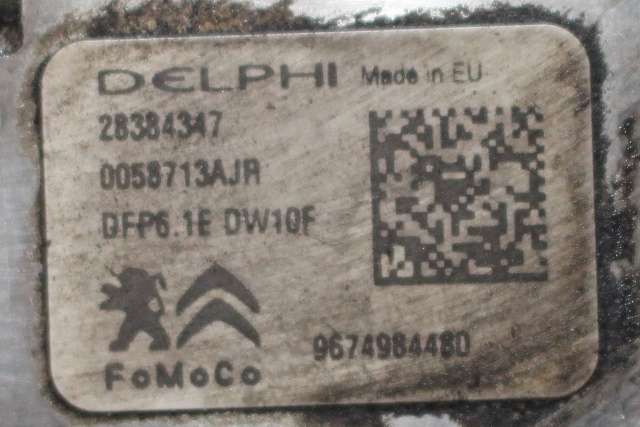 DELPHI Made in EU
28384347
0058713AJR
DFP6.1E DW10F
FoMoCo
9674984480